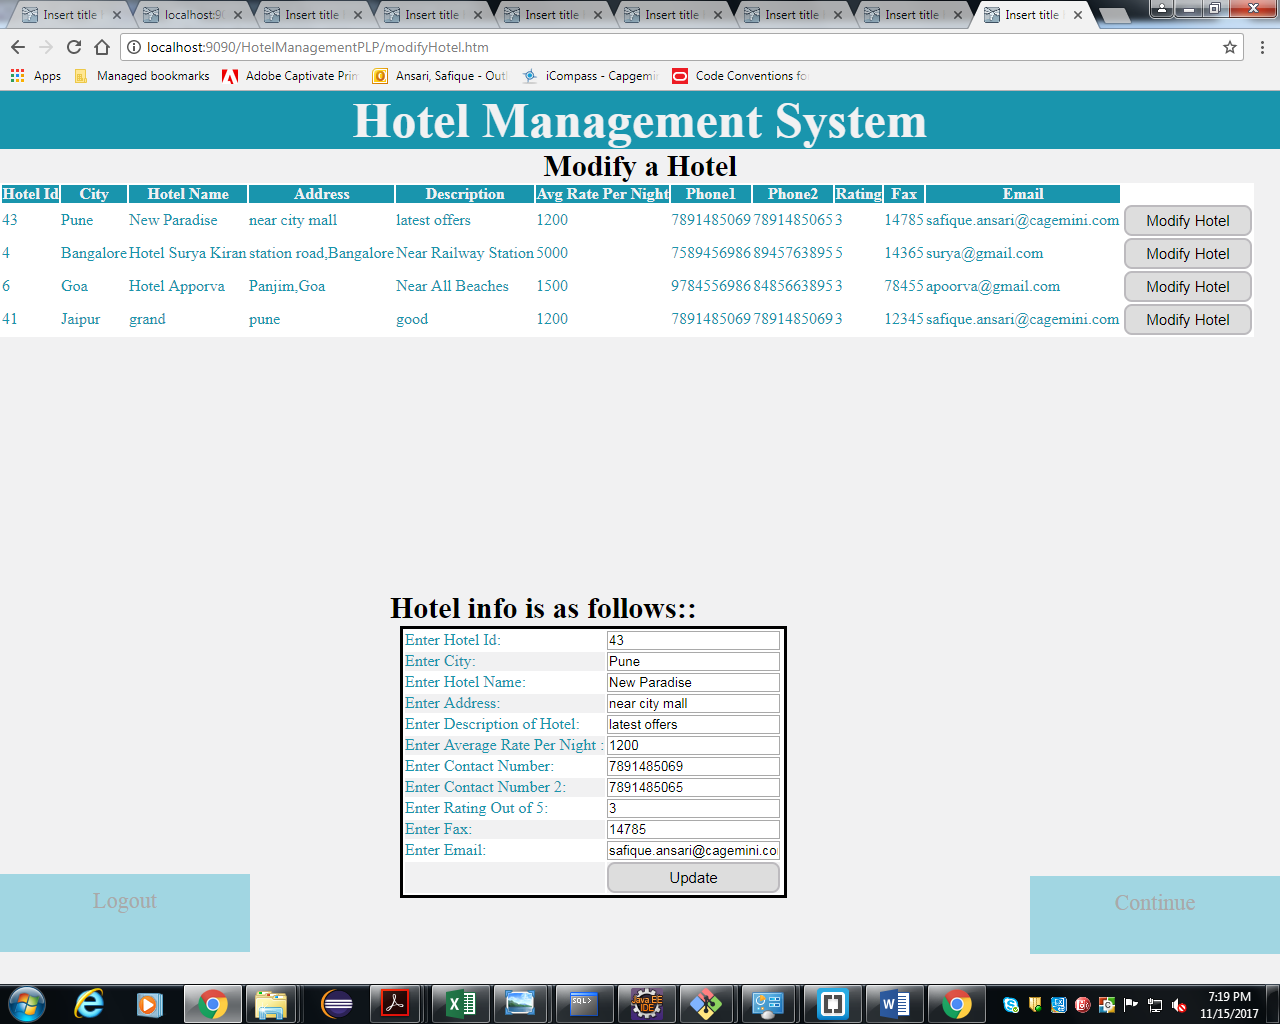 Insert title localhost:90 Insert title Insert title Insert title Insert title Insert title Insert title Insert title
localhost:9090/HotelManagementPLP/modifyHotel.htm
Apps Managed bookmarks Adobe Captivate Prim Ansari, Safique - Outl iCompass - Capgemi Code Conventions fo
Hotel Management System
Modify a Hotel
Hotel Id City Hotel Name Address Description Avg Rate Per Night Phone1 Phone2 Rating Fax Email
43 Pune New Paradise near city mall latest offers 1200 7891485069 7891485065 3 14785 safique.ansari@cagemini.com Modify Hotel
4 Bangalore Hotel Surya Kiran station road,Bangalore Near Railway Station 5000 7589456986 8945763895 5 14365 surya@gmail.com Modify Hotel
6 Goa Hotel Apporva Panjim,Goa Near All Beaches 1500 9784556986 8485663895 3 78455 apoorva@gmail.com Modify Hotel
41 Jaipur grand pune good 1200 7891485069 7891485069 3 12345 safique.ansari@cagemini.com Modify Hotel
Hotel info is as follows::
Enter Hotel Id: 43
Enter City: Pune
Enter Hotel Name: New Paradise
Enter Address: near city mall
Enter Description of Hotel: latest offers
Enter Average Rate Per Night : 1200
Enter Contact Number: 7891485069
Enter Contact Number 2: 7891485065
Enter Rating Out of 5: 3
Enter Fax: 14785
Enter Email: safique.ansari@cagemini.co
Update
Logout
Continue
SQL>
Java EE
IDE
7:19 PM
11/15/2017